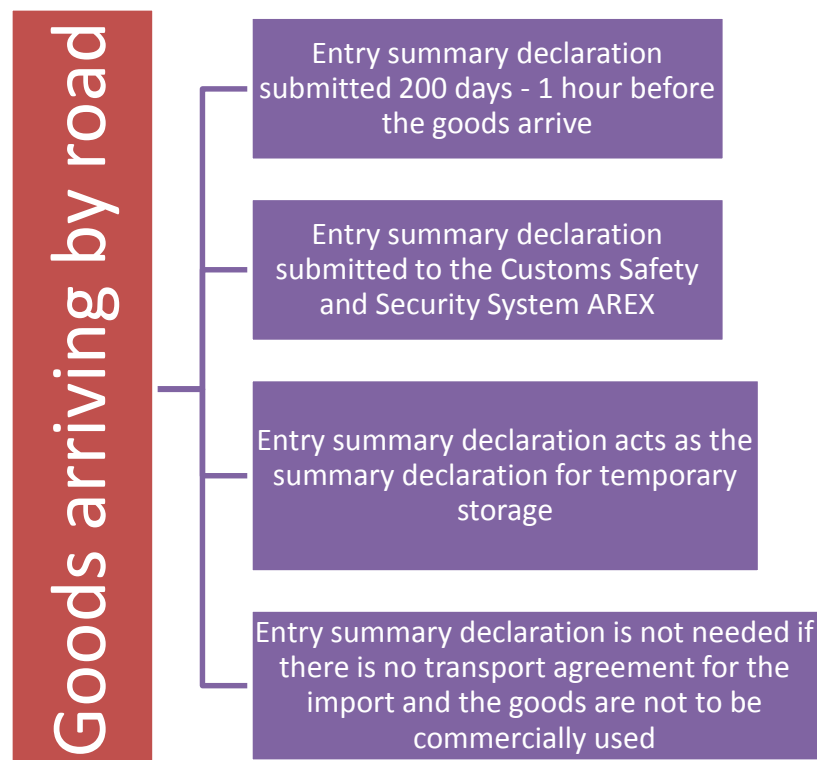 Goods arriving by road
Entry summary declaration
submitted 200 days - 1 hour before
the goods arrive
Entry summary declaration
submitted to the Customs Safety
and Security System AREX
Entry summary declaration acts as the
summary declaration for temporary
storage
Entry summary declaration is not needed if
there is no transport agreement for the
import and the goods are not to be
commercially used